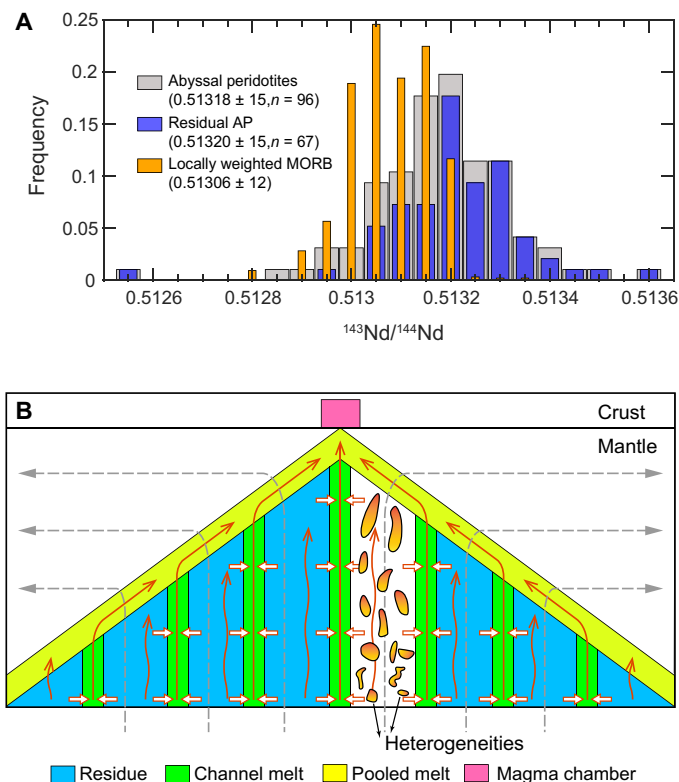 A
0.25
0.2
0.15
0.1
0.05
0
Frequency
Abyssal peridotites
(0.51318 ± 15,n = 96)
Residual AP
(0.51320 ± 15,n = 67)
Locally weighted MORB
(0.51306 ± 12)
0.5126 0.5128 0.513 0.5132 0.5134 0.5136
¹⁴³Nd/¹⁴⁴Nd
B
Crust
Mantle
Heterogeneities
Residue Channel melt Pooled melt Magma chamber